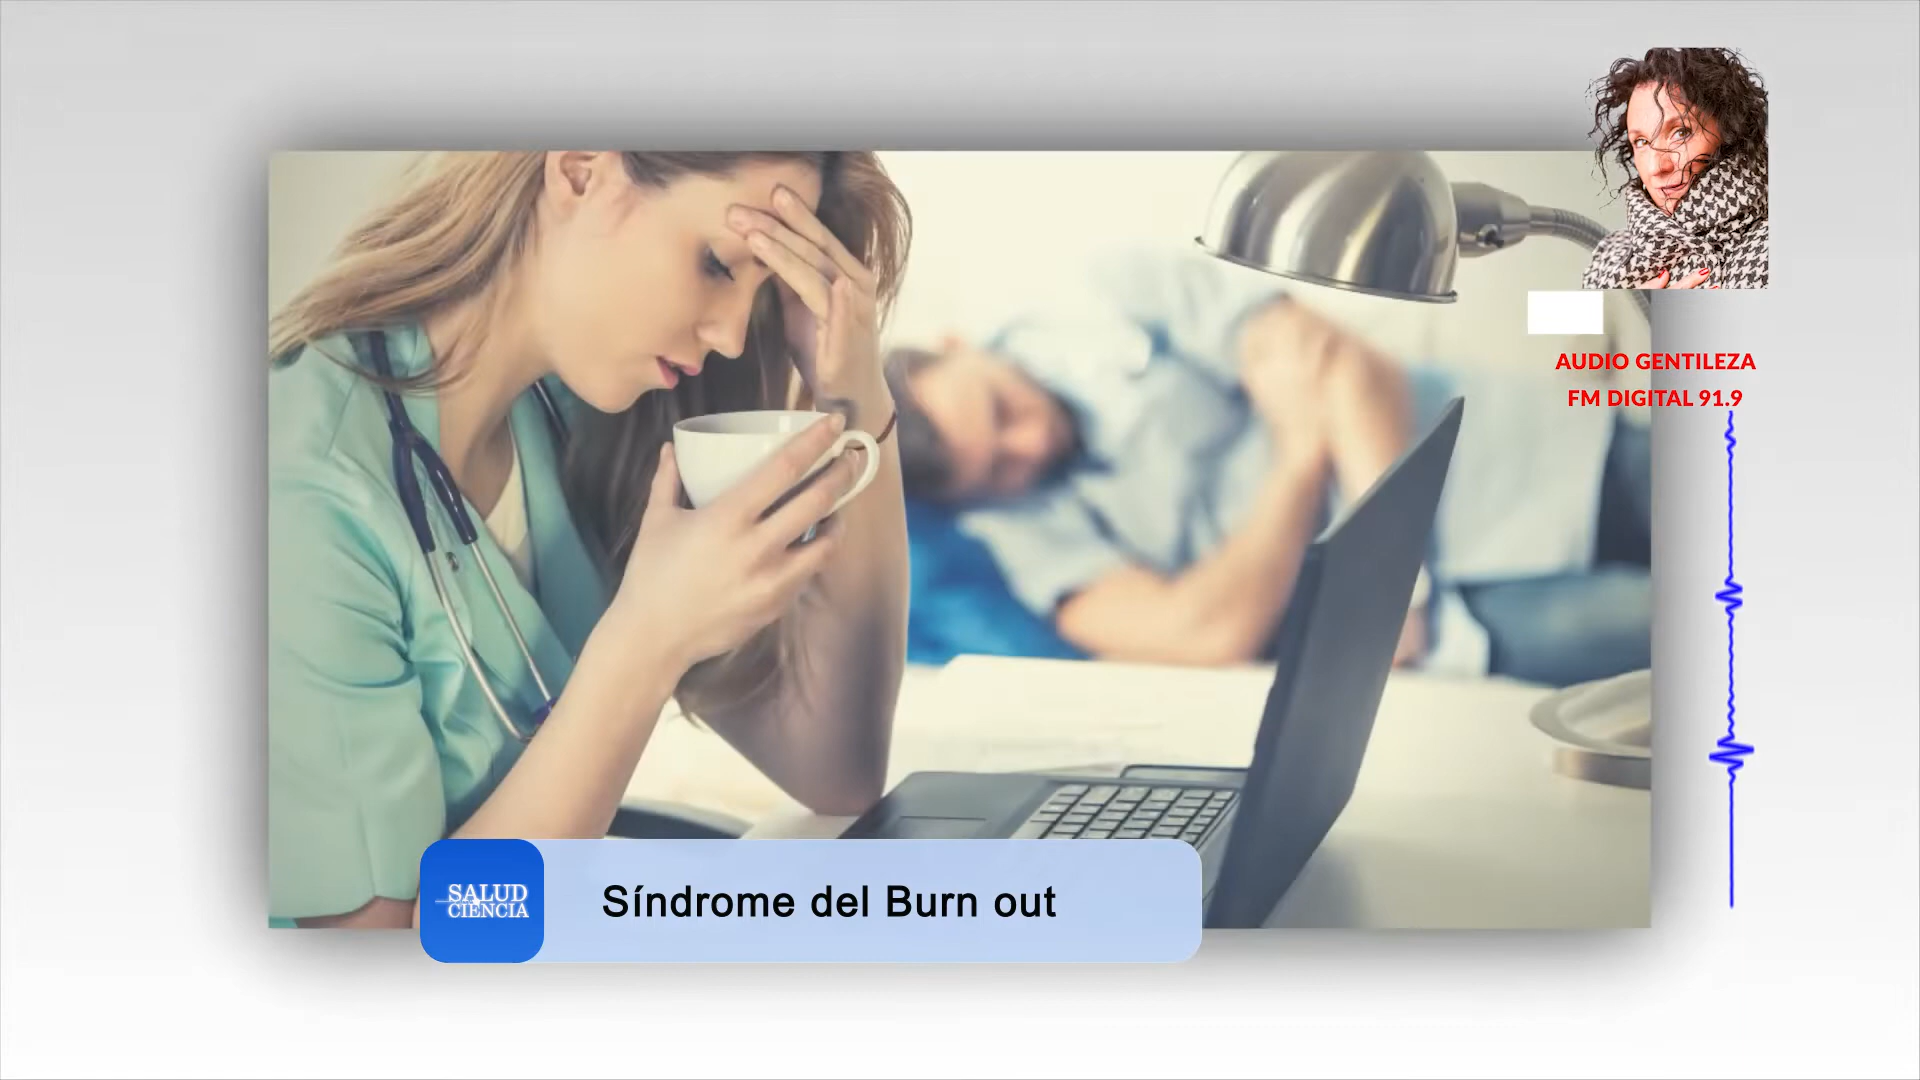 AUDIO GENTILEZA
FM DIGITAL 91.9
SALUD
CIENCIA
Síndrome del Burn out